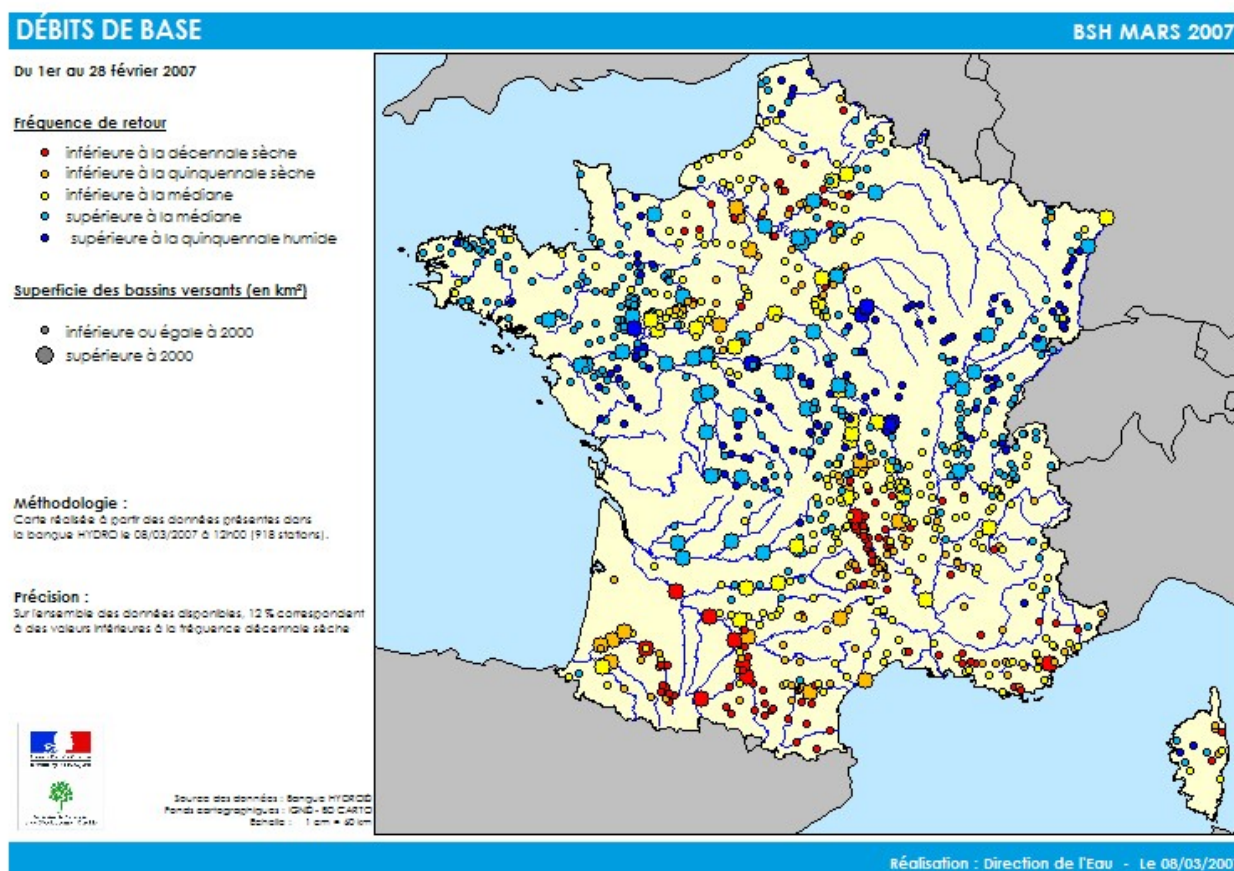 DÉBITS DE BASE
BSH MARS 2007
Du 1er au 28 février 2007
Fréquence de retour
inférieure à la décennale sèche
inférieure à la quinquennale sèche
inférieure à la médiane
supérieure à la médiane
supérieure à la quinquennale humide
Superficie des bassins versants (en km²)
inférieure ou égale à 2000
supérieure à 2000
Méthodologie :
Carte réalisée à partir des données présentes dans
la banque HYDRO le 08/03/2007 à 12h00 (918 stations).
Précision :
Sur l'ensemble des données disponibles, 12 % correspondent
à des valeurs inférieures à la fréquence décennale sèche
Source des données : Banque HYDRO
Fonds cartographiques : IGN© - BD CARTO
Echelle : 1 cm = 60 km
Réalisation : Direction de l'Eau - Le 08/03/200